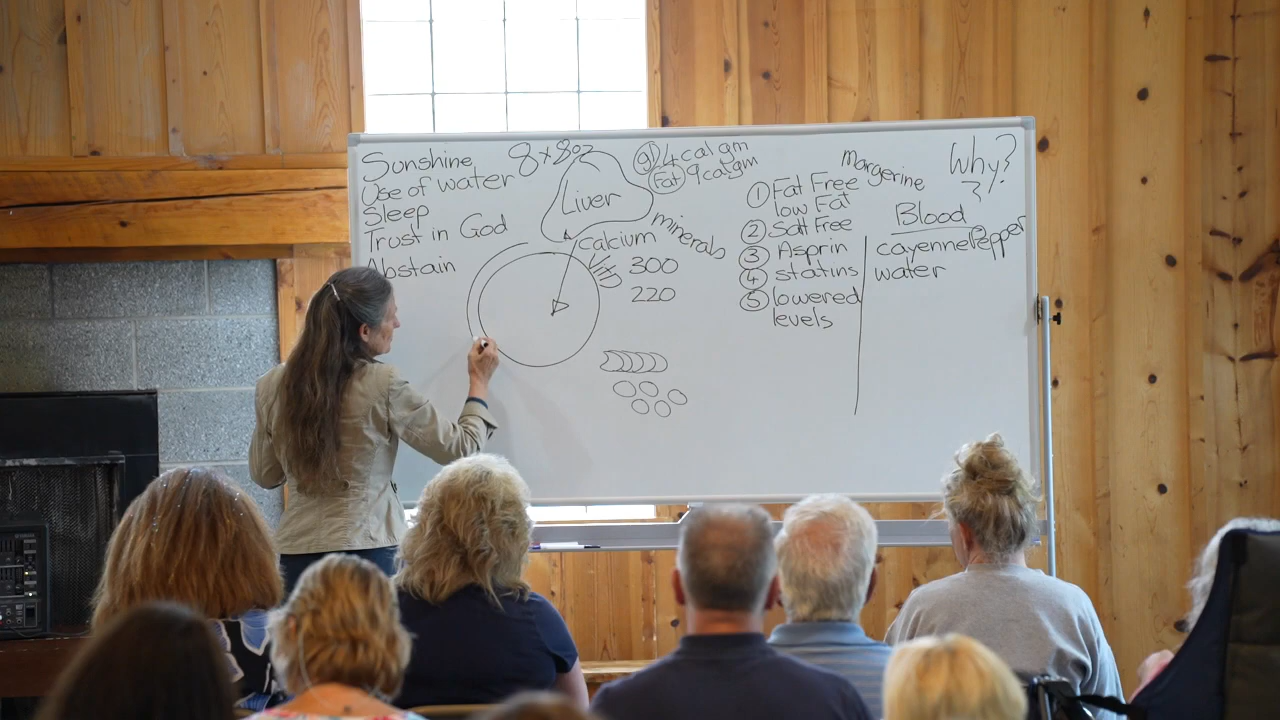 Sunshine
Use of water
Sleep
Trust in God
Abstain
8x8oz
Liver
calcium
minerals
300
220
4 cal gm
Fat 9 cal gm
margerine
Why?
① Fat Free
low Fat
② Salt Free
③ Asprin
④ statins
⑤ lowered
levels
Blood
cayenne Pepper
water